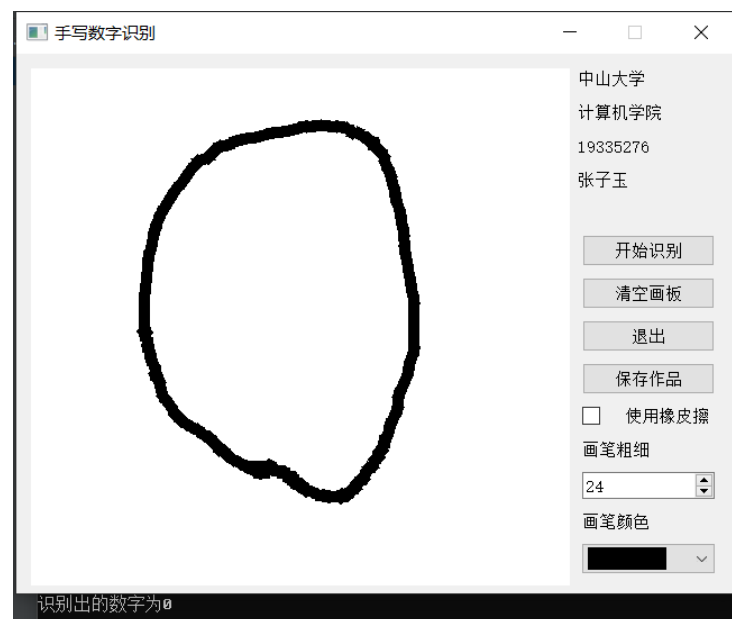 手写数字识别
中山大学
计算机学院
19335276
张子玉
开始识别
清空画板
退出
保存作品
使用橡皮擦
画笔粗细
24
画笔颜色
识别出的数字为0